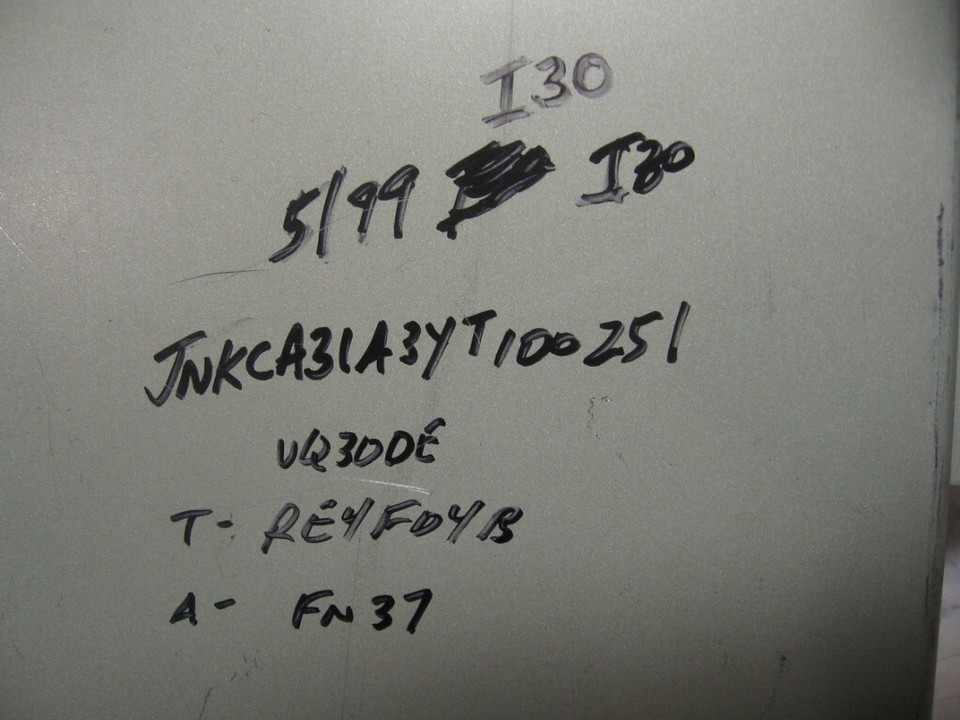 I30
5/99 I30
JNKCA31A3YT100251
VQ30DE
T- RE4F04B
A- FN37